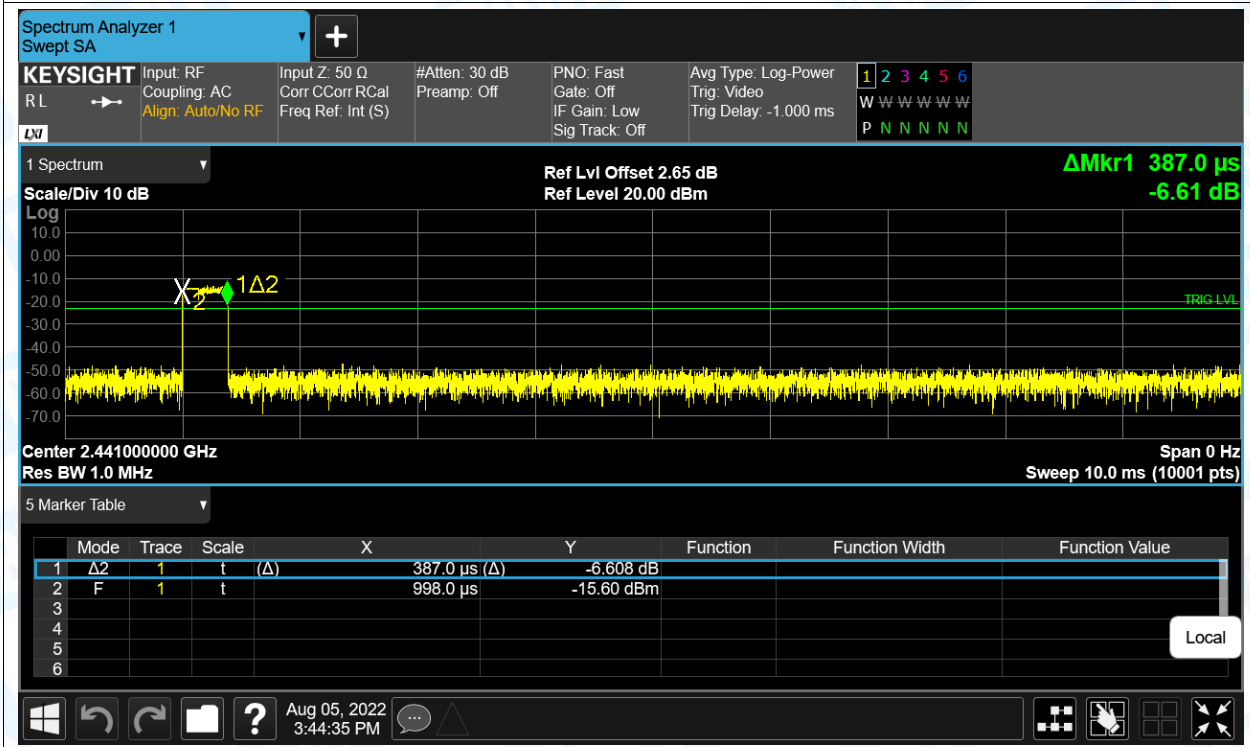 Spectrum Analyzer 1
Swept SA
KEYSIGHT Input: RF Input Z: 50 Ω #Atten: 30 dB PNO: Fast Avg Type: Log-Power 1 2 3 4 5 6
R L Coupling: AC Corr CCorr RCal Preamp: Off Gate: Off Trig: Video W W W W W W
Align: Auto/No RF Freq Ref: Int (S) IF Gain: Low Trig Delay: -1.000 ms
LXI Sig Track: Off P N N N N N
1 Spectrum Ref Lvl Offset 2.65 dB ΔMkr1 387.0 µs
Scale/Div 10 dB Ref Level 20.00 dBm -6.61 dB
Log
10.0
0.00
-10.0
1Δ2
2
-20.0
TRIG LVL
-30.0
-40.0
-50.0
-60.0
-70.0
Center 2.441000000 GHz Span 0 Hz
Res BW 1.0 MHz Sweep 10.0 ms (10001 pts)
5 Marker Table
Mode Trace Scale X Y Function Function Width Function Value
1 Δ2 1 t (Δ) 387.0 µs (Δ) -6.608 dB
2 F 1 t 998.0 µs -15.60 dBm
3
4
5
6
Local
? Aug 05, 2022
3:44:35 PM